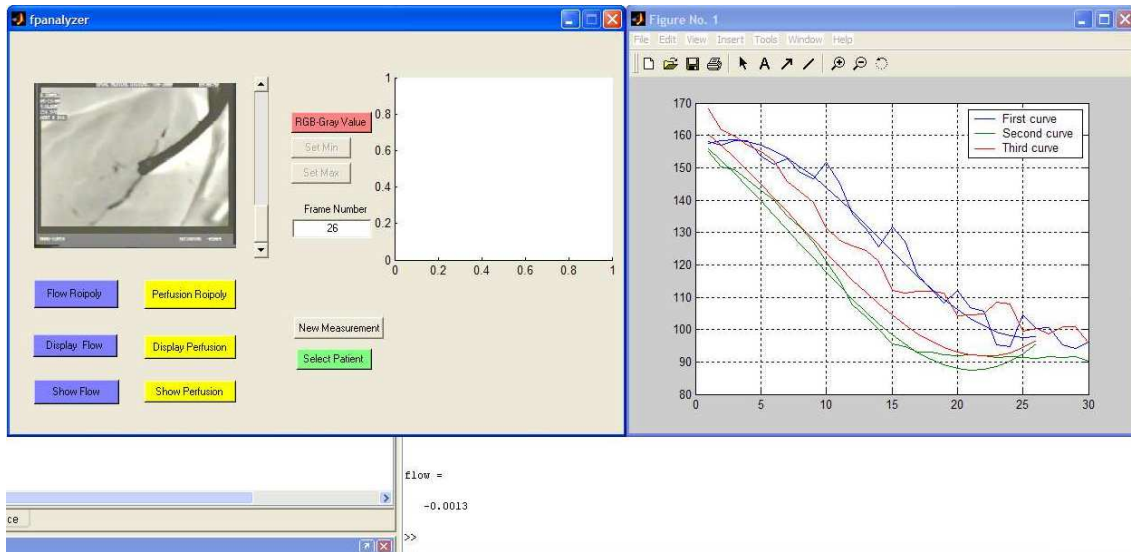 fpanalyzer
RGB-Gray Value
Set Min
Set Max
Frame Number
26
1
0.8
0.6
0.4
0.2
0
0 0.2 0.4 0.6 0.8 1
Flow Roipoly
Perfusion Roipoly
Display Flow
Display Perfusion
Show Flow
Show Perfusion
New Measurement
Select Patient
Figure No. 1
File Edit View Insert Tools Window Help
170
160
150
140
130
120
110
100
90
80
0 5 10 15 20 25 30
First curve
Second curve
Third curve
ce
flow =
-0.0013
>>